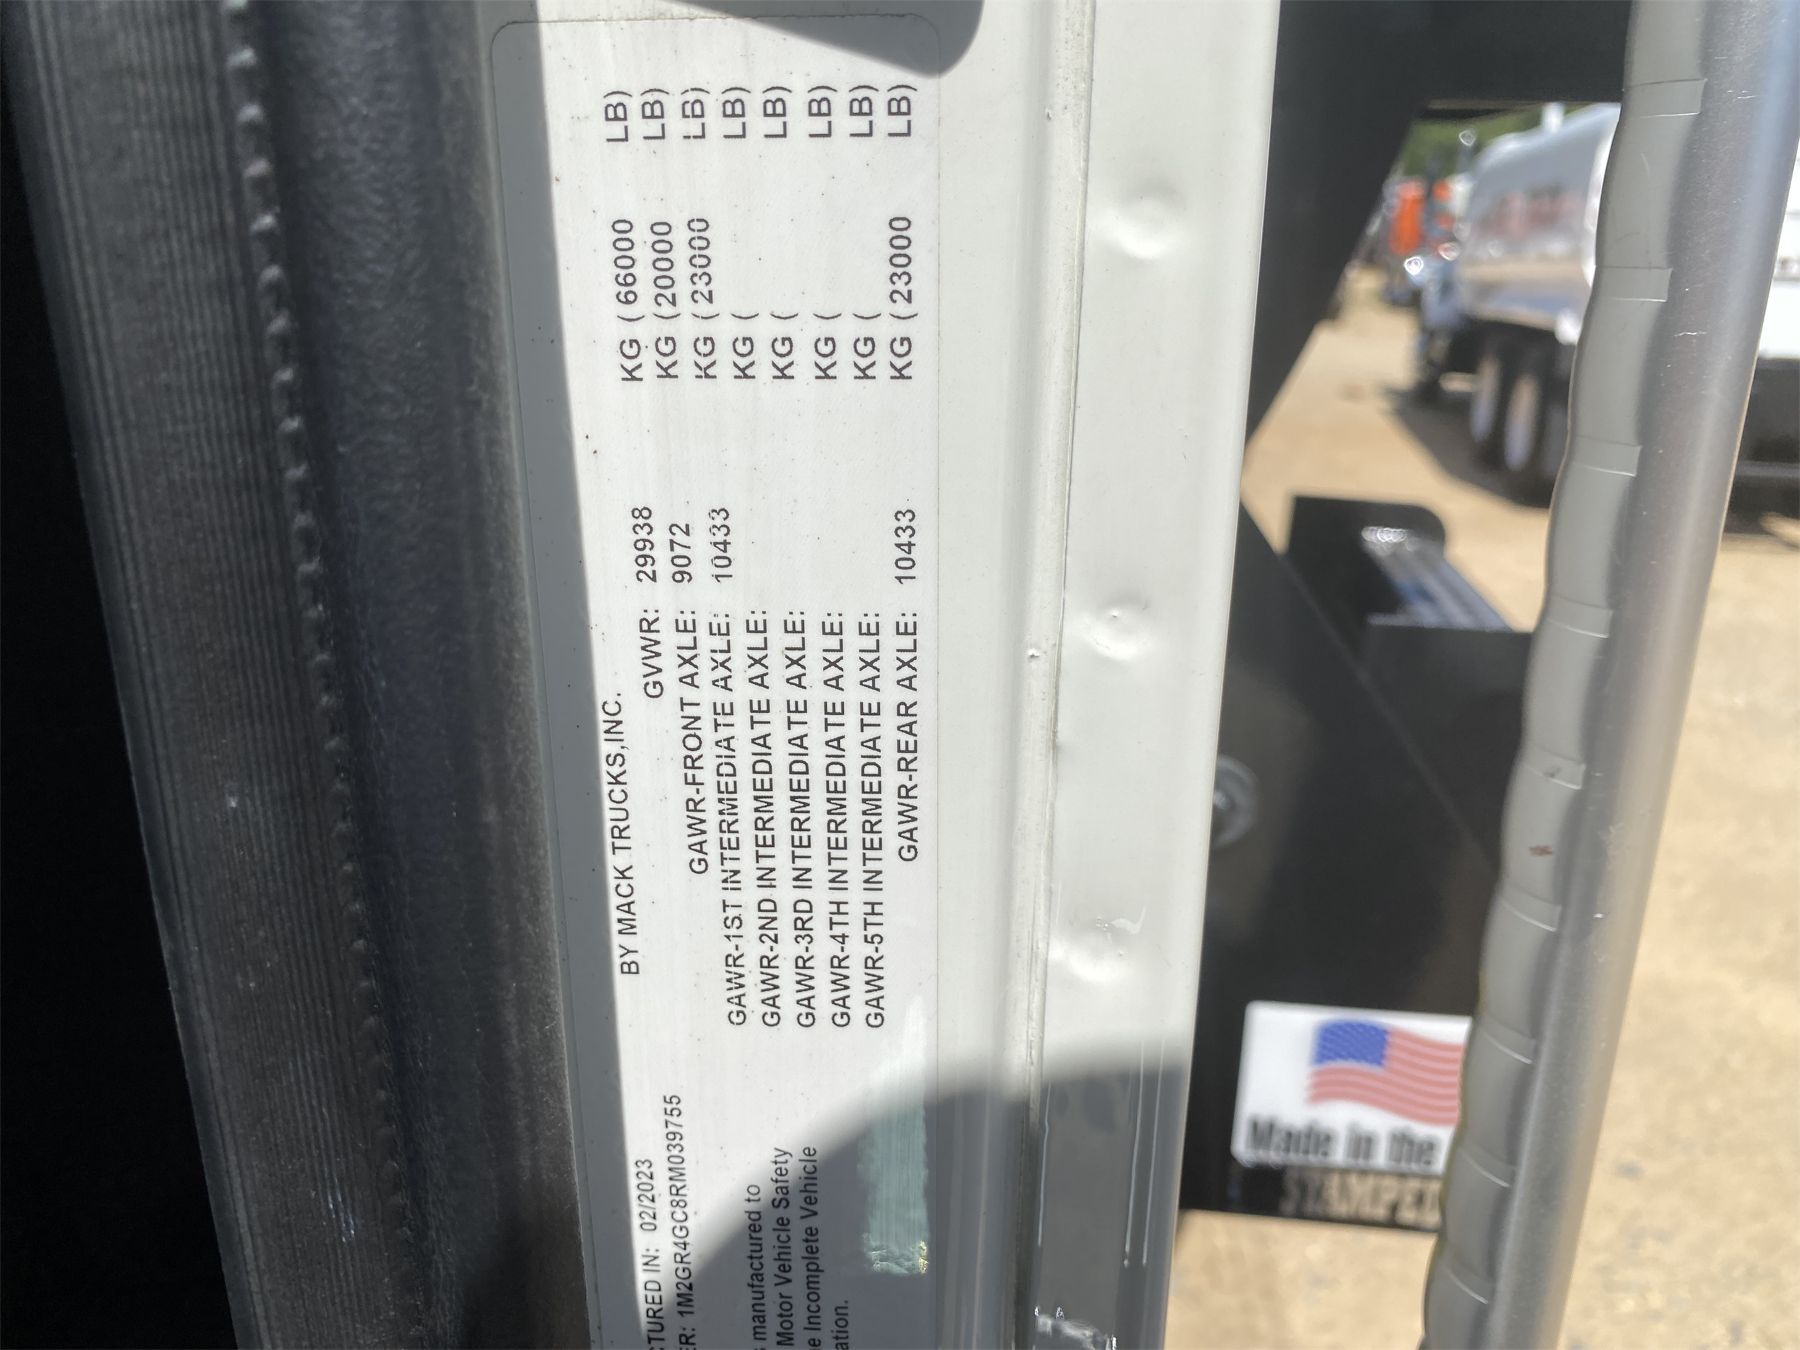 BY MACK TRUCKS,INC.
GVWR: 29938 KG (66000 LB)
GAWR-FRONT AXLE: 9072 KG (20000 LB)
GAWR-1ST INTERMEDIATE AXLE: 10433 KG (23000 LB)
GAWR-2ND INTERMEDIATE AXLE: KG ( LB)
GAWR-3RD INTERMEDIATE AXLE: KG ( LB)
GAWR-4TH INTERMEDIATE AXLE: KG ( LB)
GAWR-5TH INTERMEDIATE AXLE: KG ( LB)
GAWR-REAR AXLE: 10433 KG (23000 LB)
CTURED IN: 02/2023
ER: 1M2GR4GC8RM039755
s manufactured to
Motor Vehicle Safety
e Incomplete Vehicle
ation.
Made in the
STAMPED